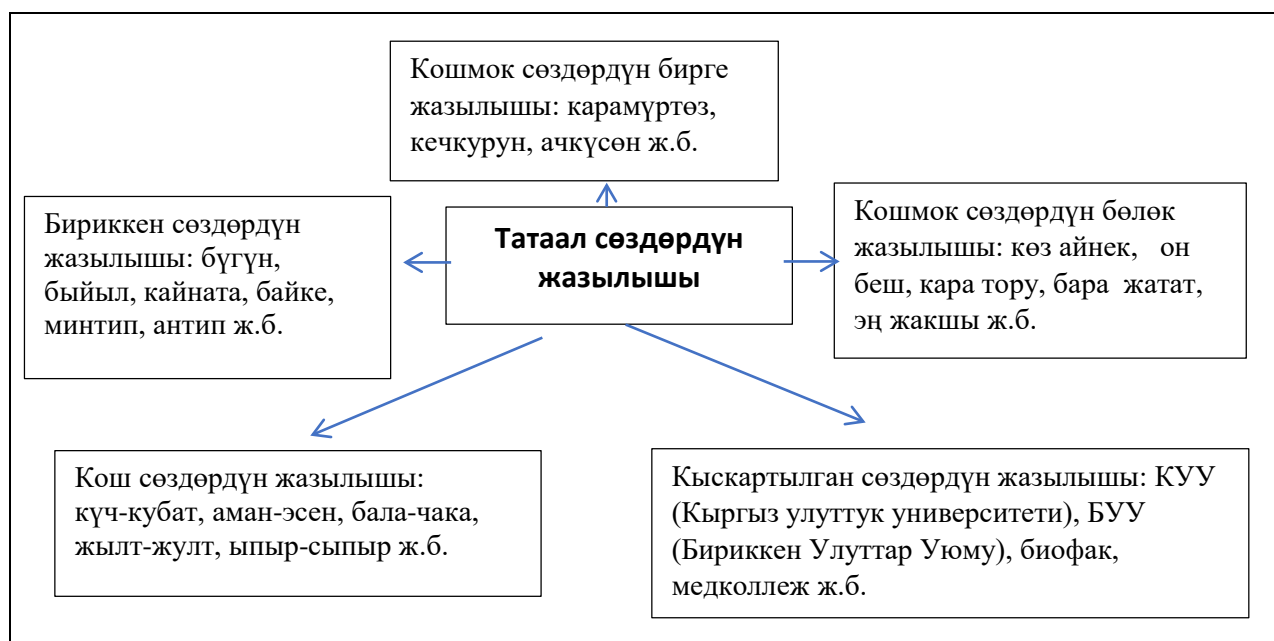 Кошмок сөздөрдүн бирге
жазылышы: карамүртөз,
кечкурун, ачкүсөн ж.б.
Бириккен сөздөрдүн
жазылышы: бүгүн,
быйыл, кайната, байке,
минтип, антип ж.б.
Татаал сөздөрдүн
жазылышы
Кошмок сөздөрдүн бөлөк
жазылышы: көз айнек, он
беш, кара тору, бара жатат,
эң жакшы ж.б.
Кош сөздөрдүн жазылышы:
күч-кубат, аман-эсен, бала-чака,
жылт-жулт, ыпыр-сыпыр ж.б.
Кыскартылган сөздөрдүн жазылышы: КУУ
(Кыргыз улуттук университети), БУУ
(Бириккен Улуттар Уюму), биофак,
медколлеж ж.б.